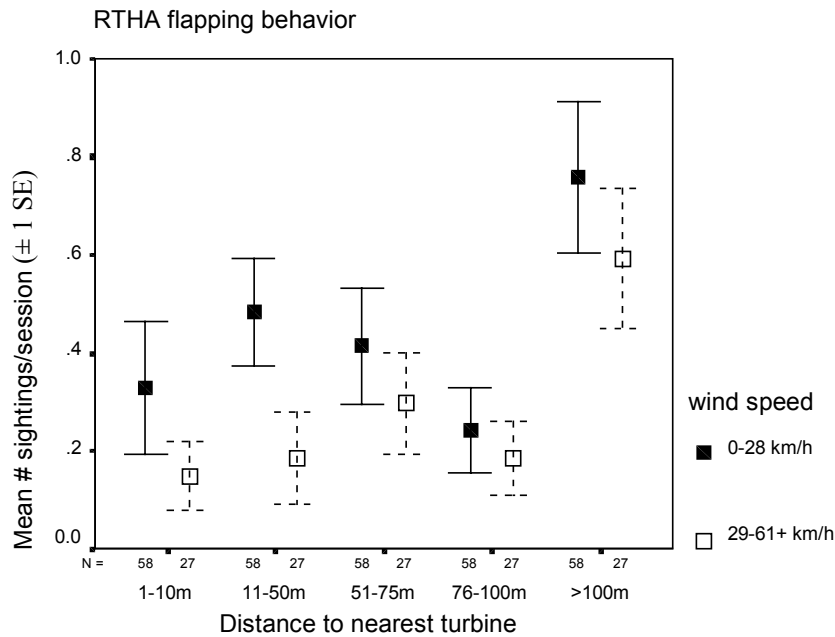 RTHA flapping behavior
Mean # sightings/session (± 1 SE)
1.0
.8
.6
.4
.2
0.0
N = 58 27 58 27 58 27 58 27 58 27
1-10m 11-50m 51-75m 76-100m >100m
Distance to nearest turbine
wind speed
0-28 km/h
29-61+ km/h